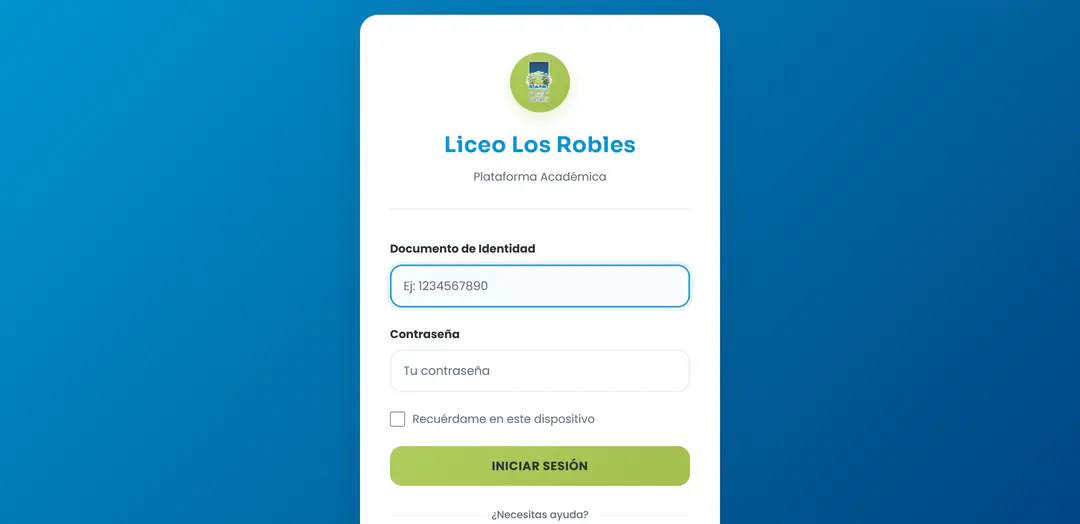 Liceo Los Robles
Plataforma Académica
Documento de Identidad
Ej: 1234567890
Contraseña
Tu contraseña
Recuérdame en este dispositivo
INICIAR SESIÓN
¿Necesitas ayuda?